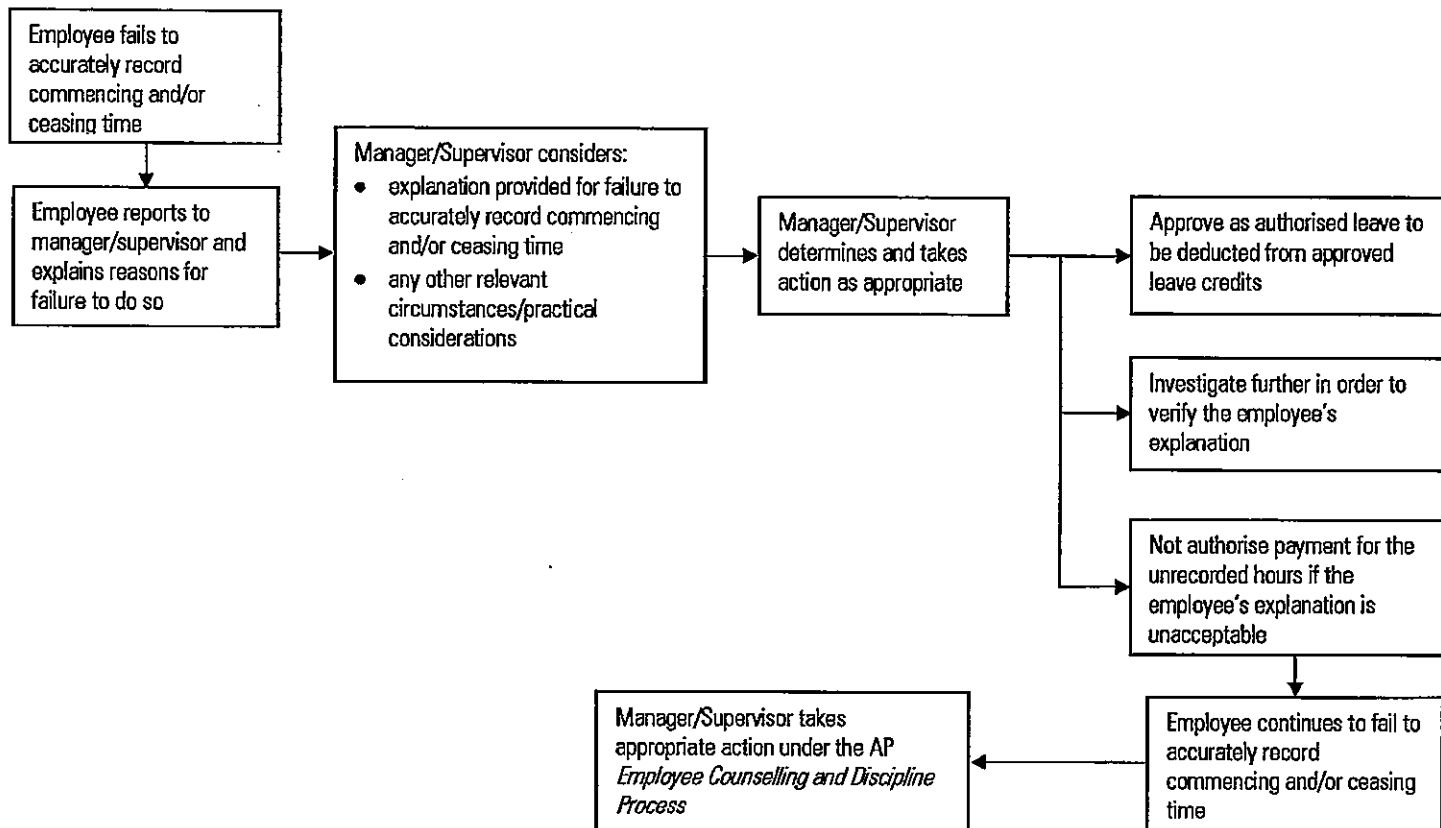 Employee fails to
accurately record
commencing and/or
ceasing time
Employee reports to
manager/supervisor and
explains reasons for
failure to do so
Manager/Supervisor considers:
• explanation provided for failure to
accurately record commencing
and/or ceasing time
• any other relevant
circumstances/practical
considerations
Manager/Supervisor
determines and takes
action as appropriate
Approve as authorised leave to
be deducted from approved
leave credits
Investigate further in order to
verify the employee's
explanation
Not authorise payment for the
unrecorded hours if the
employee's explanation is
unacceptable
Employee continues to fail to
accurately record
commencing and/or ceasing
time
Manager/Supervisor takes
appropriate action under the AP
Employee Counselling and Discipline
Process